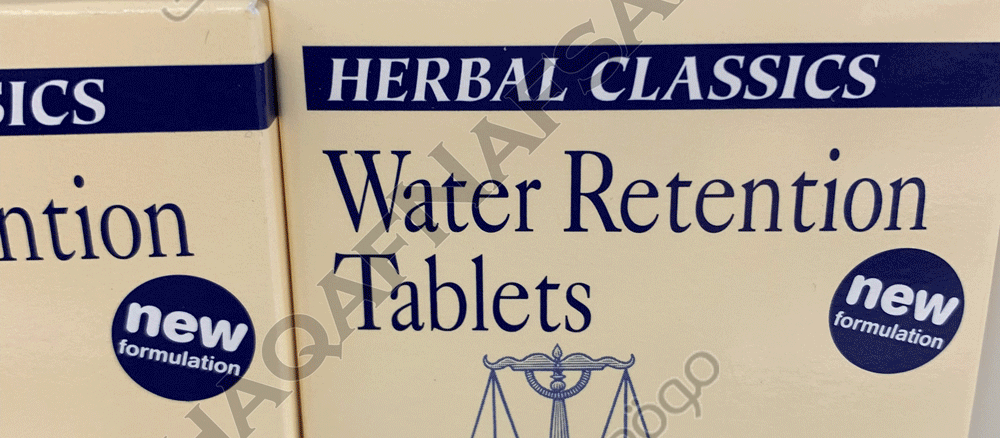 SICS
ntion
new
formulation
HERBAL CLASSICS
Water Retention
Tablets
new
formulation